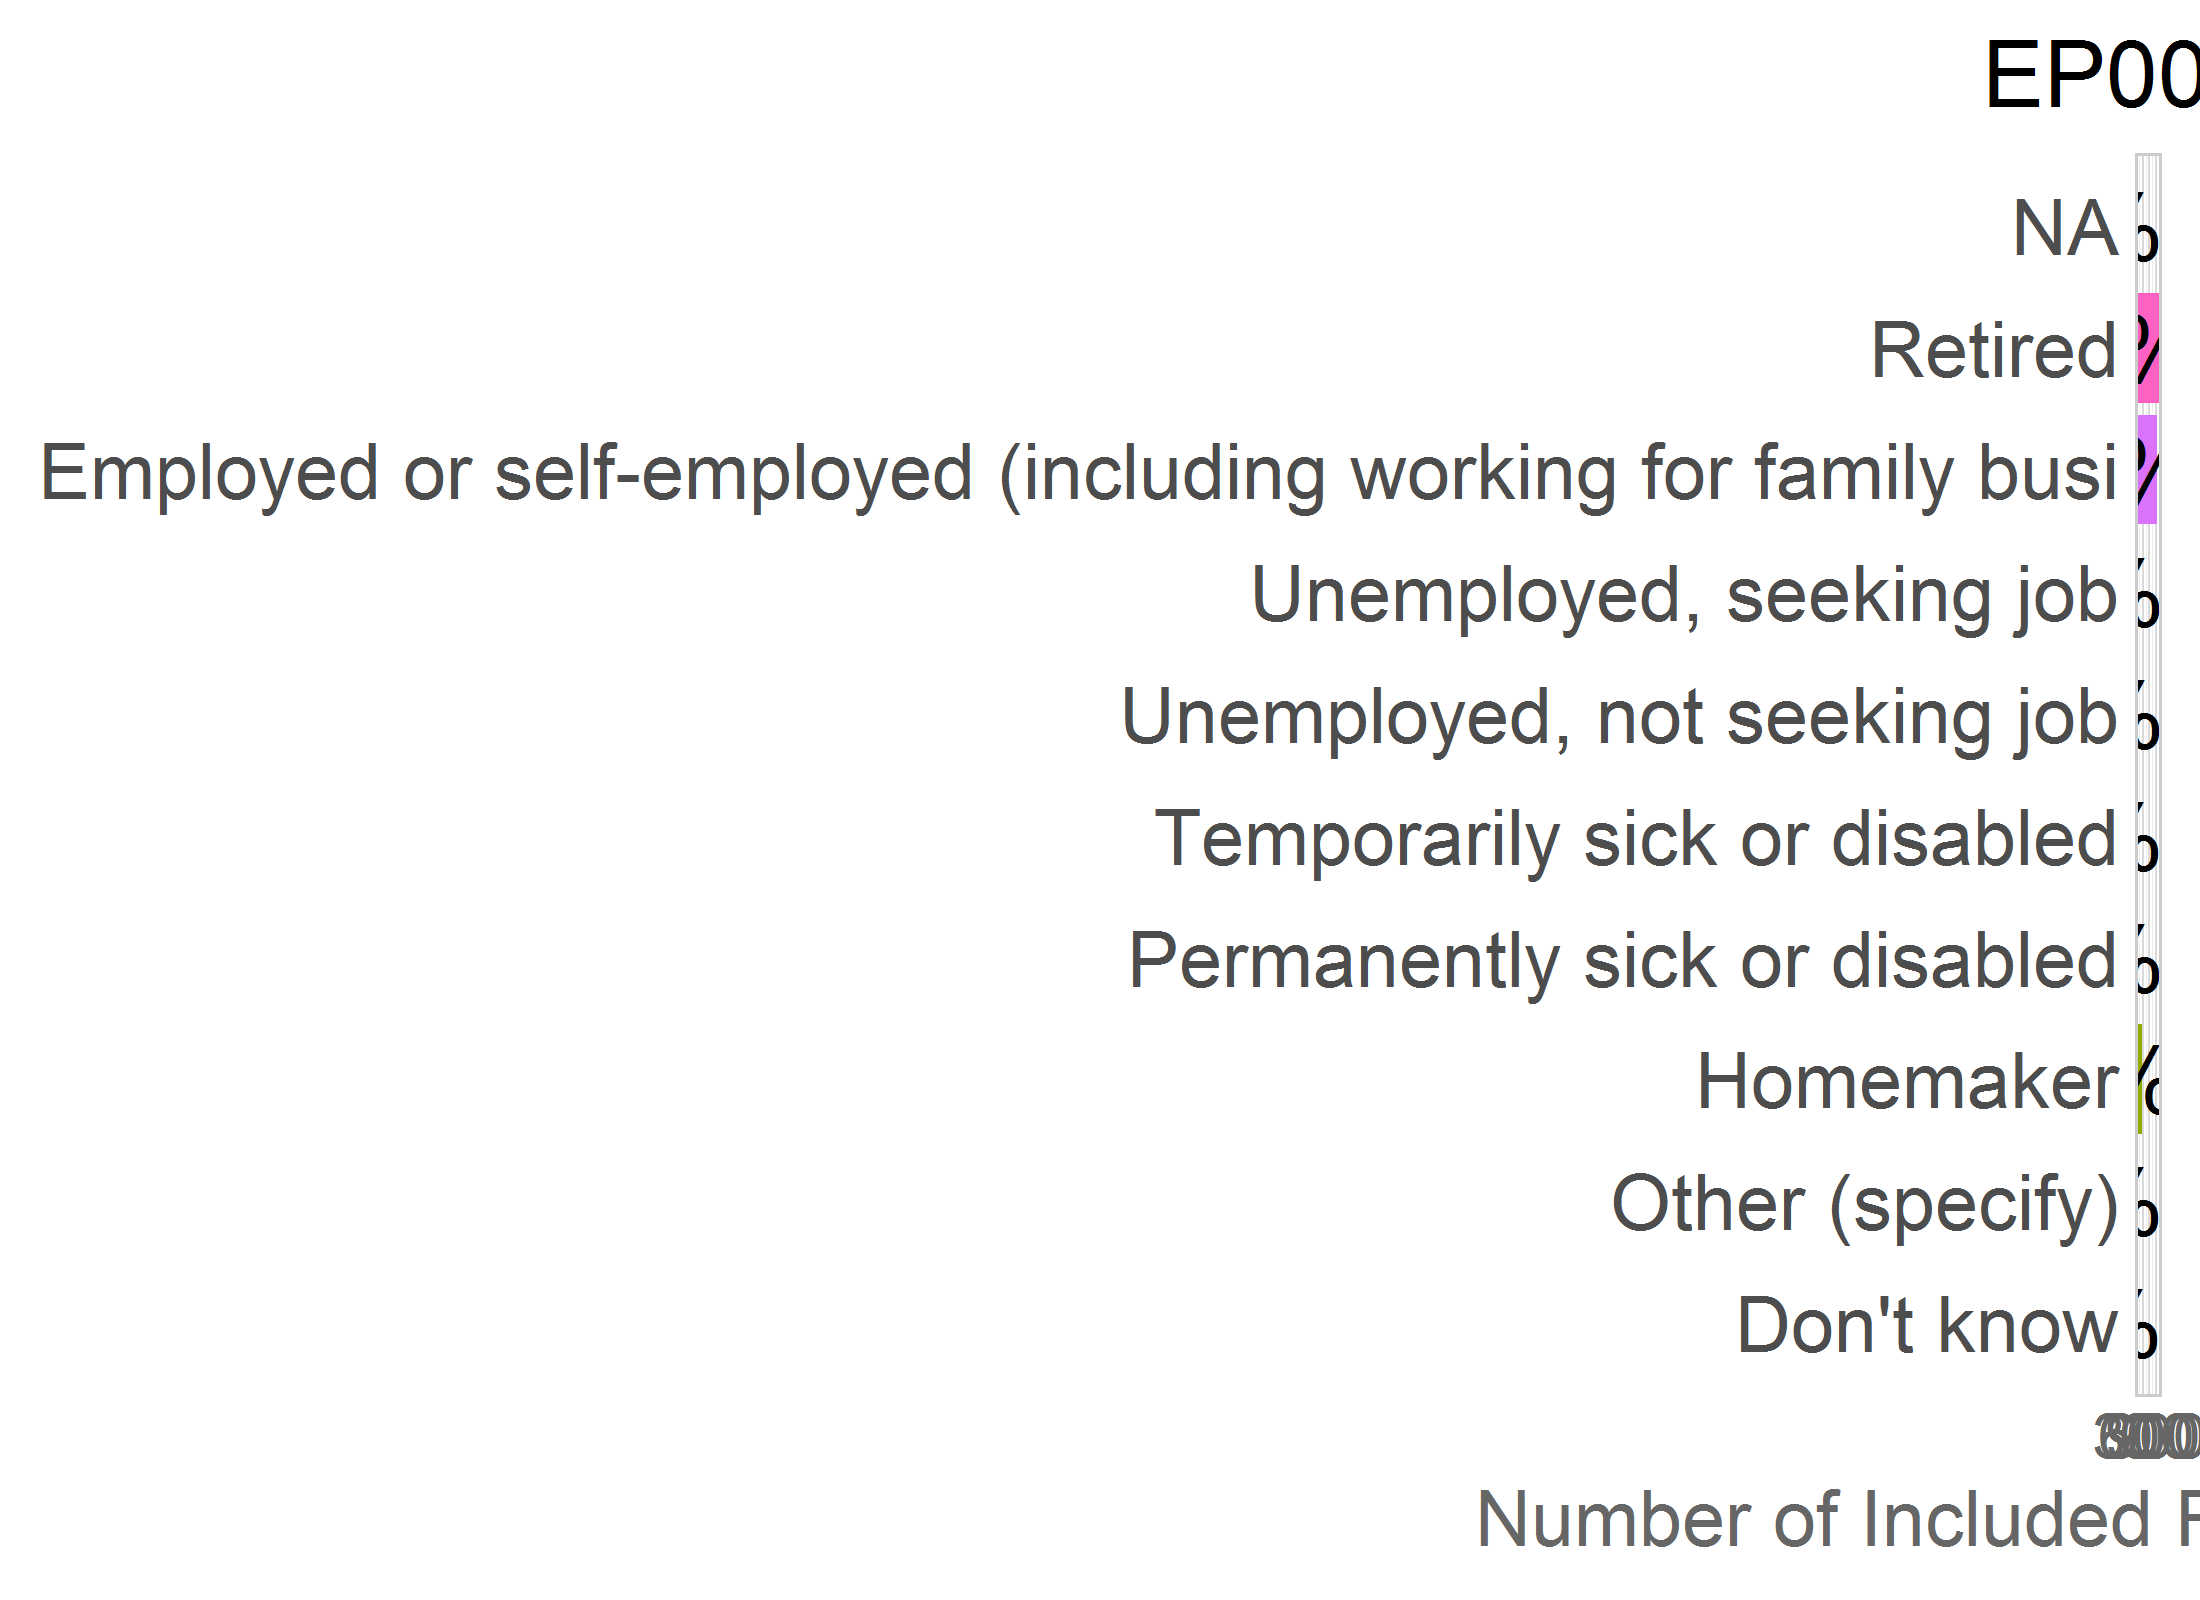 EP00
NA %
Retired %
Employed or self-employed (including working for family busi %
Unemployed, seeking job %
Unemployed, not seeking job %
Temporarily sick or disabled %
Permanently sick or disabled %
Homemaker %
Other (specify) %
Don't know %
Number of Included